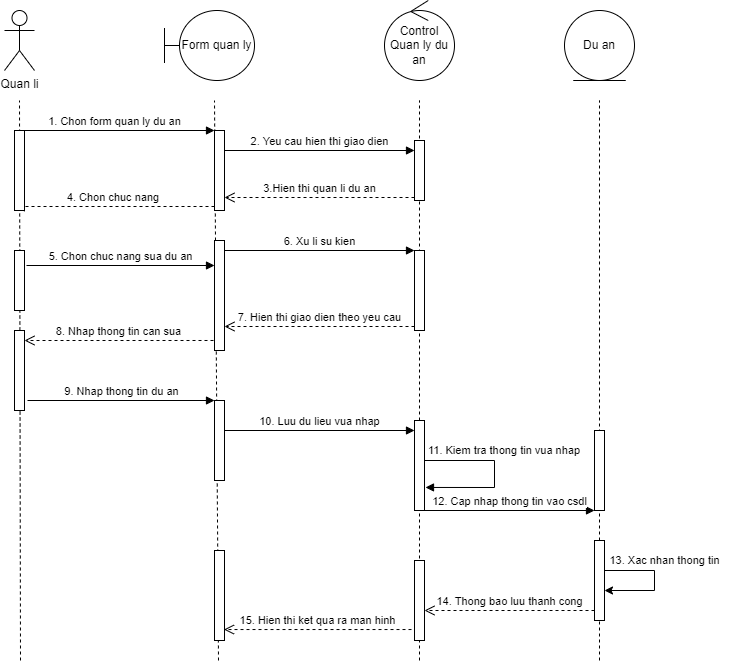 Quan li
Form quan ly
Control
Quan ly du
an
Du an
1. Chon form quan ly du an
2. Yeu cau hien thi giao dien
3.Hien thi quan li du an
4. Chon chuc nang
5. Chon chuc nang sua du an
6. Xu li su kien
7. Hien thi giao dien theo yeu cau
8. Nhap thong tin can sua
9. Nhap thong tin du an
10. Luu du lieu vua nhap
11. Kiem tra thong tin vua nhap
12. Cap nhap thong tin vao csdl
13. Xac nhan thong tin
14. Thong bao luu thanh cong
15. Hien thi ket qua ra man hinh